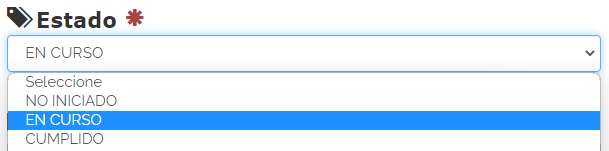 Estado
EN CURSO
Seleccione
NO INICIADO
EN CURSO
CUMPLIDO